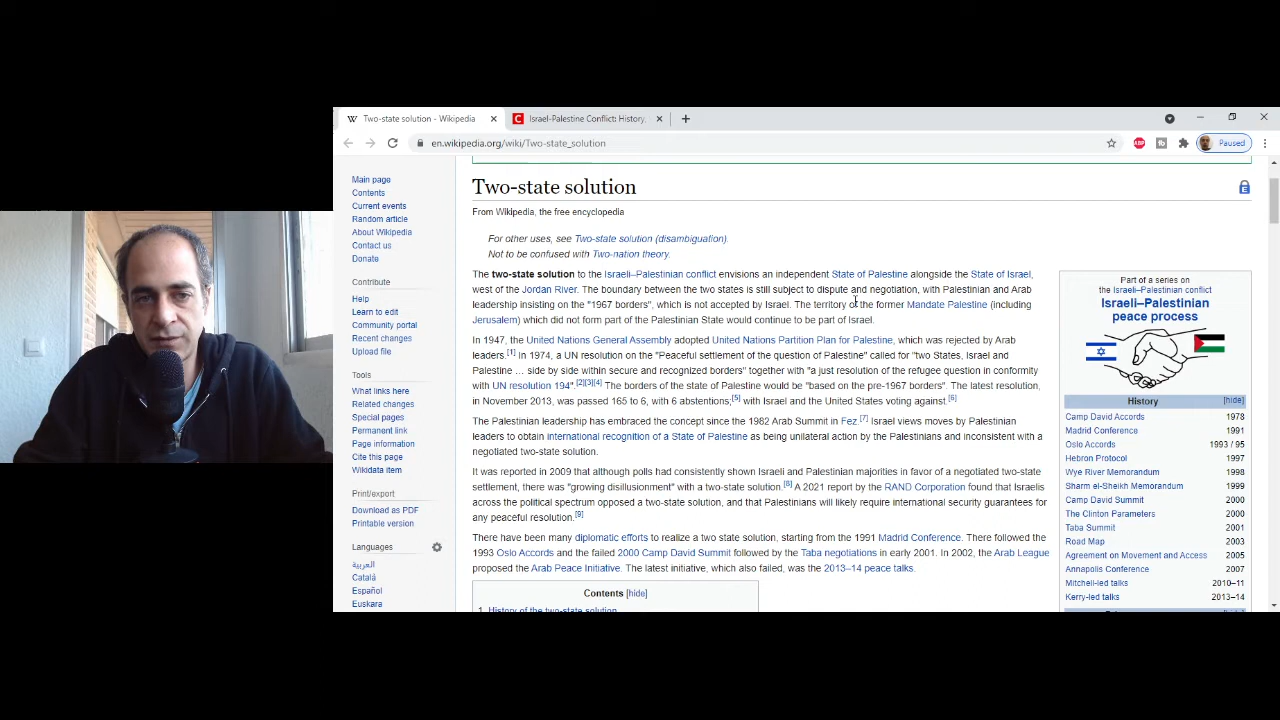 Two-state solution - Wikipedia
Israel-Palestine Conflict: History,
en.wikipedia.org/wiki/Two-state_solution
ABP
Paused
Main page
Contents
Current events
Random article
About Wikipedia
Contact us
Donate
Contribute
Help
Learn to edit
Community portal
Recent changes
Upload file
Tools
What links here
Related changes
Special pages
Permanent link
Page information
Cite this page
Wikidata item
Print/export
Download as PDF
Printable version
Languages
العربية
Català
Español
Euskara
Two-state solution
From Wikipedia, the free encyclopedia
For other uses, see Two-state solution (disambiguation).
Not to be confused with Two-nation theory.
The two-state solution to the Israeli–Palestinian conflict envisions an independent State of Palestine alongside the State of Israel,
west of the Jordan River. The boundary between the two states is still subject to dispute and negotiation, with Palestinian and Arab
leadership insisting on the "1967 borders", which is not accepted by Israel. The territory of the former Mandate Palestine (including
Jerusalem) which did not form part of the Palestinian State would continue to be part of Israel.
In 1947, the United Nations General Assembly adopted United Nations Partition Plan for Palestine, which was rejected by Arab
leaders.[1] In 1974, a UN resolution on the "Peaceful settlement of the question of Palestine" called for "two States, Israel and
Palestine … side by side within secure and recognized borders" together with "a just resolution of the refugee question in conformity
with UN resolution 194".[2][3][4] The borders of the state of Palestine would be "based on the pre-1967 borders". The latest resolution,
in November 2013, was passed 165 to 6, with 6 abstentions;[5] with Israel and the United States voting against.[6]
The Palestinian leadership has embraced the concept since the 1982 Arab Summit in Fez.[7] Israel views moves by Palestinian
leaders to obtain international recognition of a State of Palestine as being unilateral action by the Palestinians and inconsistent with a
negotiated two-state solution.
It was reported in 2009 that although polls had consistently shown Israeli and Palestinian majorities in favor of a negotiated two-state
settlement, there was "growing disillusionment" with a two-state solution.[8] A 2021 report by the RAND Corporation found that Israelis
across the political spectrum opposed a two-state solution, and that Palestinians will likely require international security guarantees for
any peaceful resolution.[9]
There have been many diplomatic efforts to realize a two state solution, starting from the 1991 Madrid Conference. There followed the
1993 Oslo Accords and the failed 2000 Camp David Summit followed by the Taba negotiations in early 2001. In 2002, the Arab League
proposed the Arab Peace Initiative. The latest initiative, which also failed, was the 2013–14 peace talks.
Contents [hide]
1 History of the two-state solution
Part of a series on
the Israeli–Palestinian conflict
Israeli–Palestinian
peace process
History [hide]
Camp David Accords 1978
Madrid Conference 1991
Oslo Accords 1993 / 95
Hebron Protocol 1997
Wye River Memorandum 1998
Sharm el-Sheikh Memorandum 1999
Camp David Summit 2000
The Clinton Parameters 2000
Taba Summit 2001
Road Map 2003
Agreement on Movement and Access 2005
Annapolis Conference 2007
Mitchell-led talks 2010–11
Kerry-led talks 2013–14